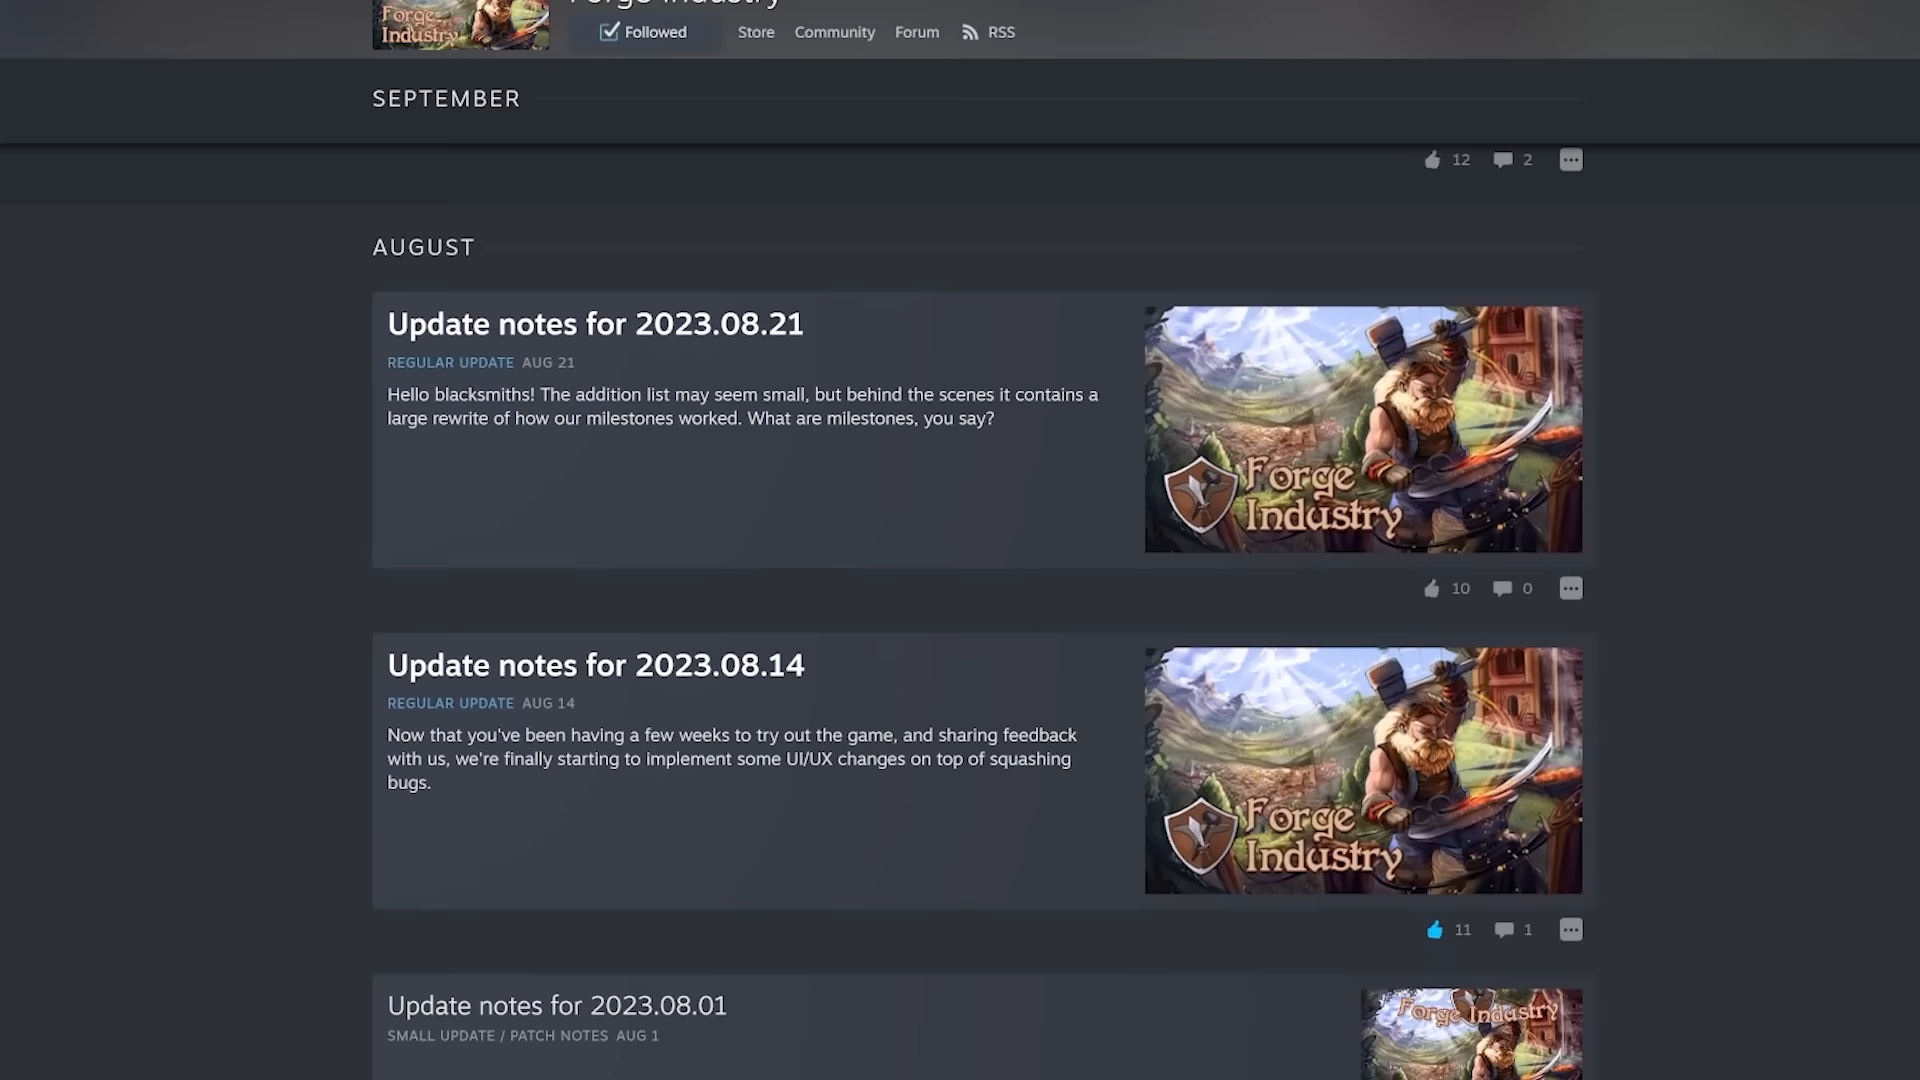 Forge Industry
Forge
Industry
Followed
Store
Community
Forum
RSS
SEPTEMBER
12
2
AUGUST
Update notes for 2023.08.21
REGULAR UPDATE AUG 21
Hello blacksmiths! The addition list may seem small, but behind the scenes it contains a
large rewrite of how our milestones worked. What are milestones, you say?
Forge
Industry
10
0
Update notes for 2023.08.14
REGULAR UPDATE AUG 14
Now that you've been having a few weeks to try out the game, and sharing feedback
with us, we're finally starting to implement some UI/UX changes on top of squashing
bugs.
Forge
Industry
11
1
Update notes for 2023.08.01
SMALL UPDATE / PATCH NOTES AUG 1
Forge Industry